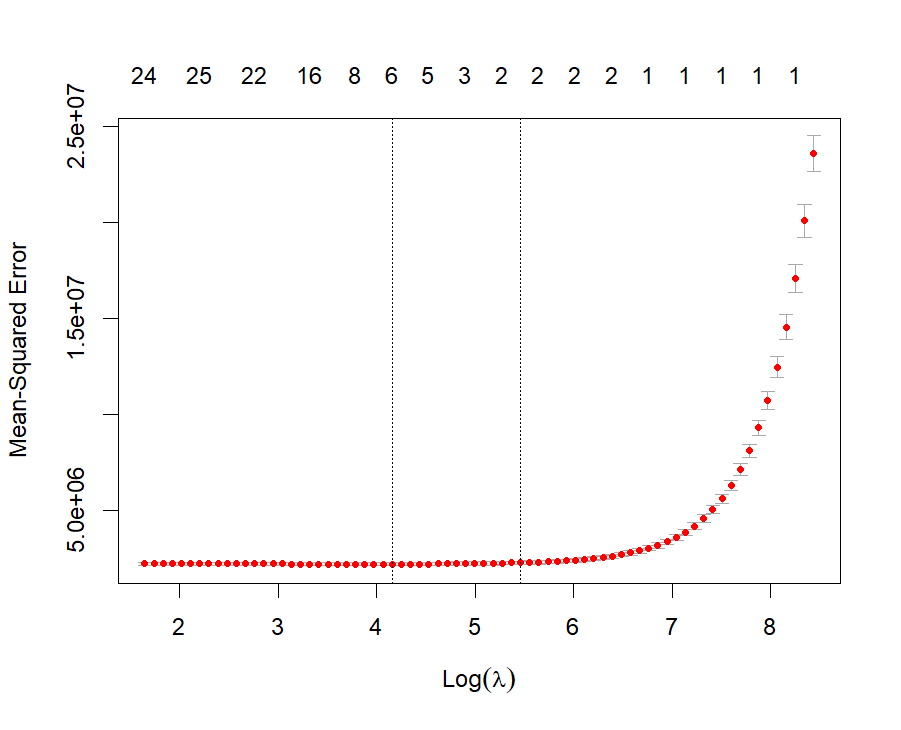 24 25 22 16 8 6 5 3 2 2 2 2 1 1 1 1 1
2.5e+07
1.5e+07
5.0e+06
Mean-Squared Error
2 3 4 5 6 7 8
Log(λ)